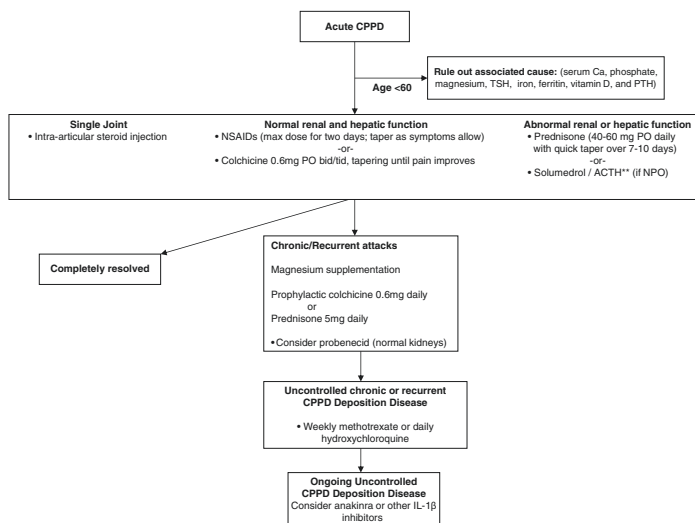 Acute CPPD
Age <60
Rule out associated cause: (serum Ca, phosphate,
magnesium, TSH, iron, ferritin, vitamin D, and PTH)
Single Joint
• Intra-articular steroid injection
Normal renal and hepatic function
• NSAIDs (max dose for two days; taper as symptoms allow)
-or-
• Colchicine 0.6mg PO bid/tid, tapering until pain improves
Abnormal renal or hepatic function
• Prednisone (40-60 mg PO daily
with quick taper over 7-10 days)
-or-
• Solumedrol / ACTH** (if NPO)
Completely resolved
Chronic/Recurrent attacks
Magnesium supplementation
Prophylactic colchicine 0.6mg daily
or
Prednisone 5mg daily
• Consider probenecid (normal kidneys)
Uncontrolled chronic or recurrent
CPPD Deposition Disease
• Weekly methotrexate or daily
hydroxychloroquine
Ongoing Uncontrolled
CPPD Deposition Disease
Consider anakinra or other IL-1β
inhibitors